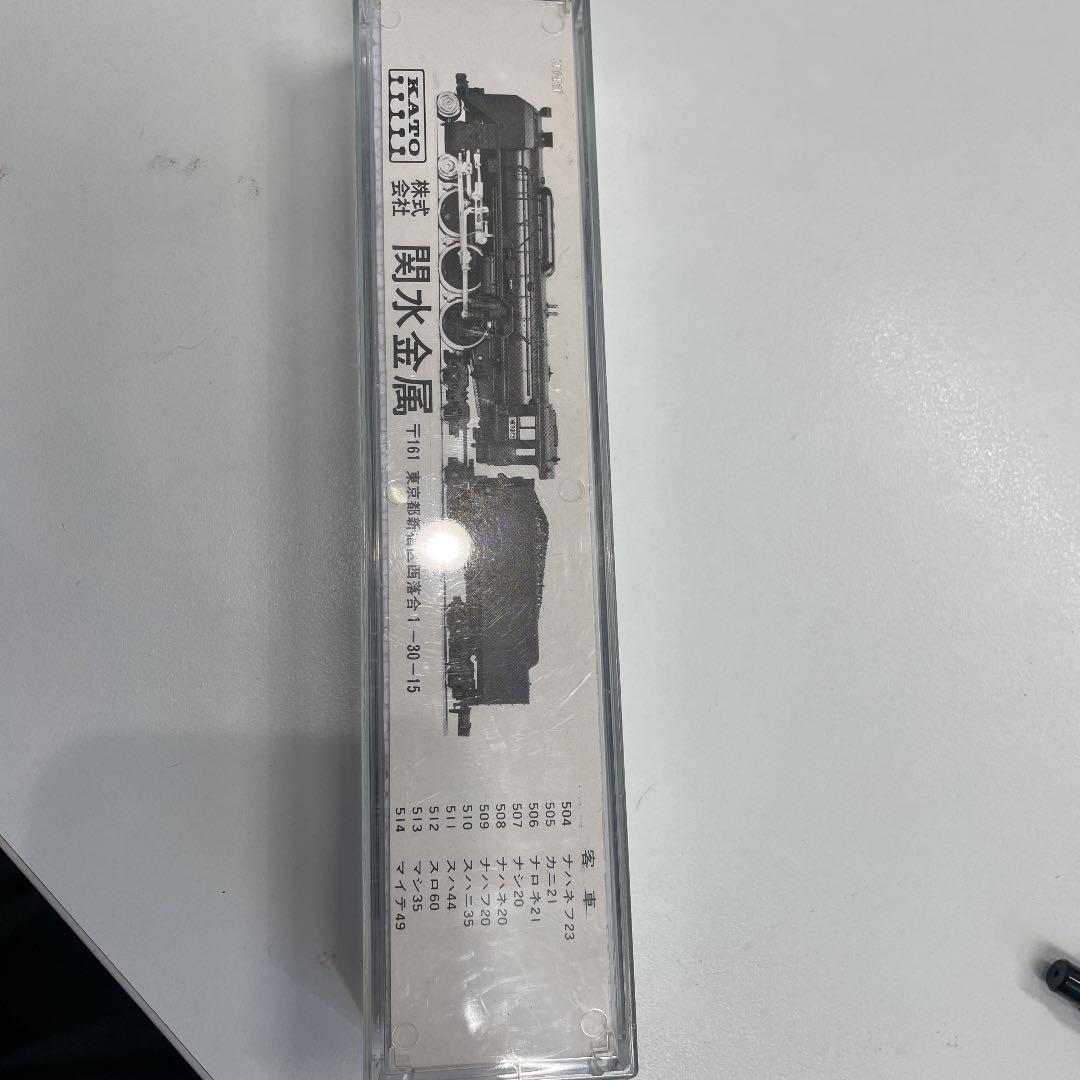 KATO
株式
会社
関水金属
〒161 東京都新宿区西落合1-30-15
客車
504 ナハネフ23
505 カニ21
506 ナロネ21
507 ナシ20
508 ナハネ20
509 ナハフ20
510 スハニ35
511 スハ44
512 スロ60
513 マシ35
514 マイテ49